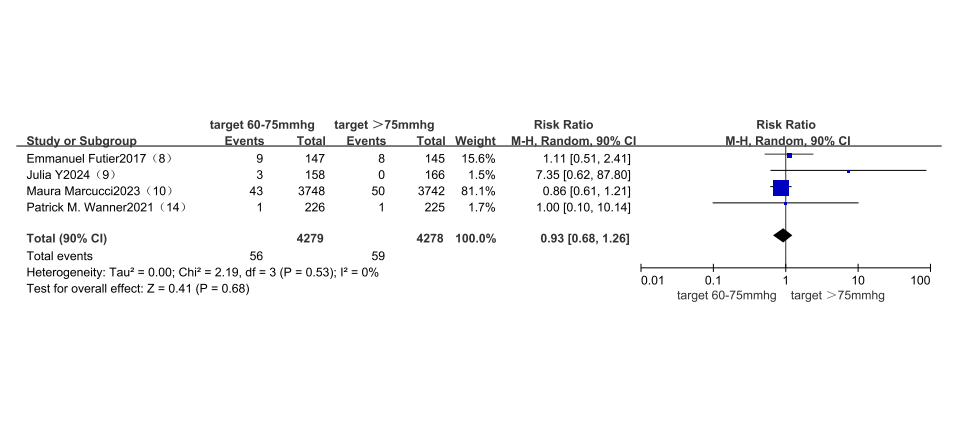 target 60-75mmhg target ＞75mmhg Risk Ratio Risk Ratio
Study or Subgroup Events Total Events Total Weight M-H, Random, 90% CI M-H, Random, 90% CI
Emmanuel Futier2017（8） 9 147 8 145 15.6% 1.11 [0.51, 2.41]
Julia Y2024（9） 3 158 0 166 1.5% 7.35 [0.62, 87.80]
Maura Marcucci2023（10） 43 3748 50 3742 81.1% 0.86 [0.61, 1.21]
Patrick M. Wanner2021（14） 1 226 1 225 1.7% 1.00 [0.10, 10.14]
Total (90% CI) 4279 4278 100.0% 0.93 [0.68, 1.26]
Total events 56 59
Heterogeneity: Tau² = 0.00; Chi² = 2.19, df = 3 (P = 0.53); I² = 0%
Test for overall effect: Z = 0.41 (P = 0.68)
0.01 0.1 1 10 100
target 60-75mmhg target ＞75mmhg